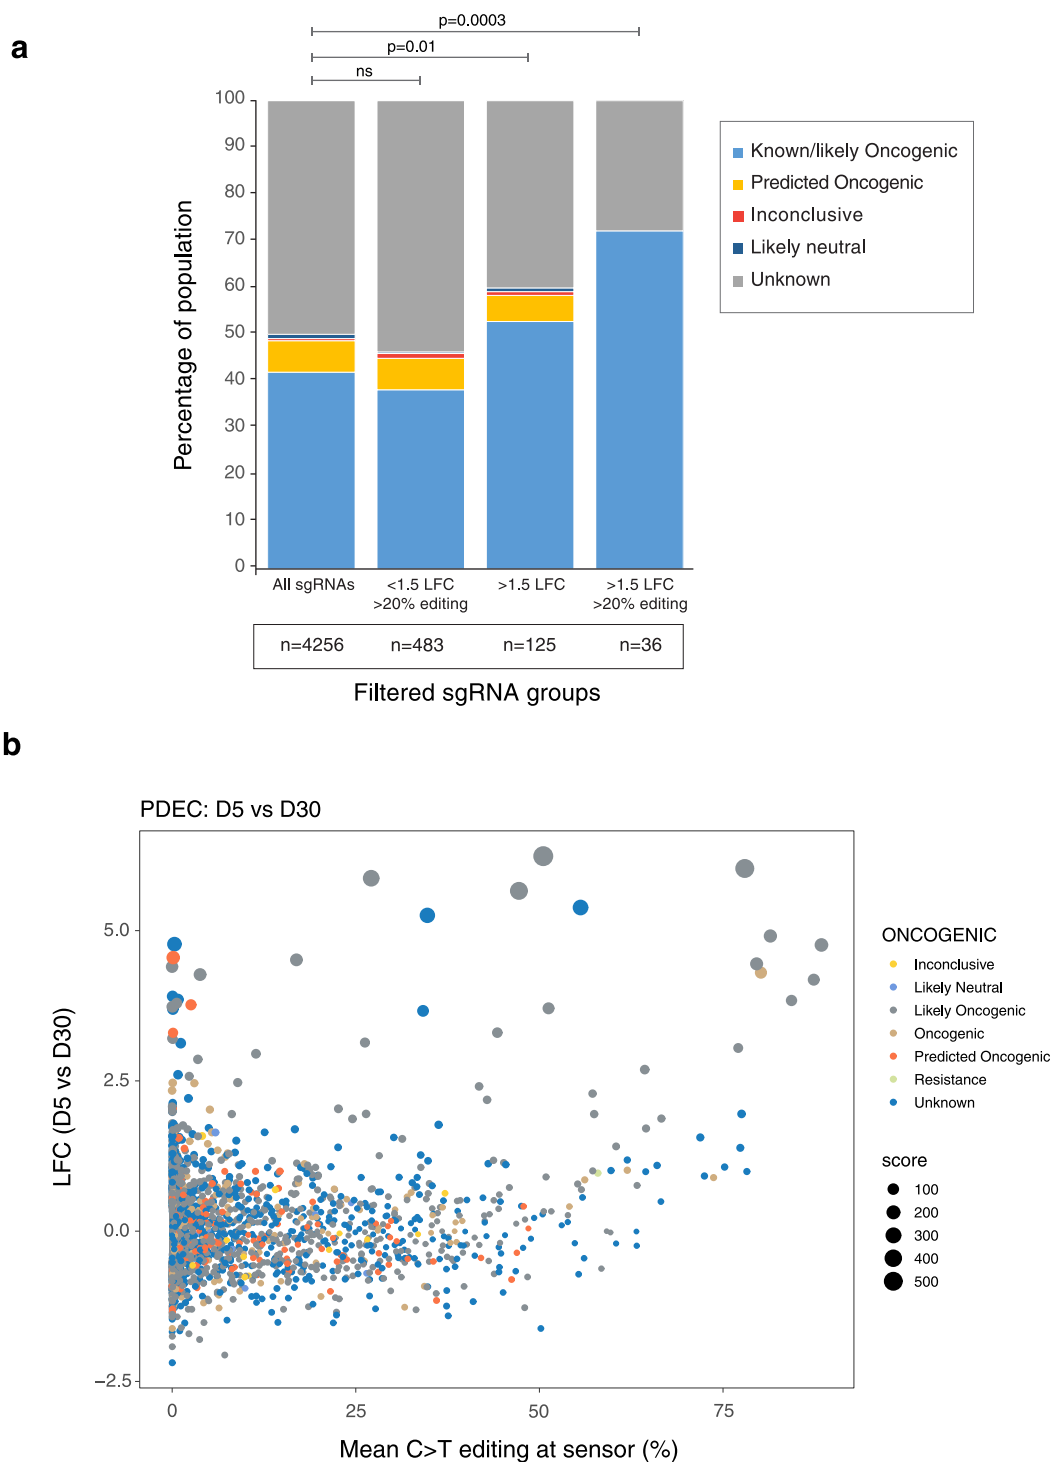 a
p=0.0003
p=0.01
ns
100
90
80
70
60
50
40
30
20
10
0
Percentage of population
Known/likely Oncogenic
Predicted Oncogenic
Inconclusive
Likely neutral
Unknown
All sgRNAs
<1.5 LFC
>20% editing
>1.5 LFC
>1.5 LFC
>20% editing
n=4256
n=483
n=125
n=36
Filtered sgRNA groups
b
PDEC: D5 vs D30
5.0
2.5
0.0
−2.5
LFC (D5 vs D30)
0
25
50
75
Mean C>T editing at sensor (%)
ONCOGENIC
Inconclusive
Likely Neutral
Likely Oncogenic
Oncogenic
Predicted Oncogenic
Resistance
Unknown
score
100
200
300
400
500